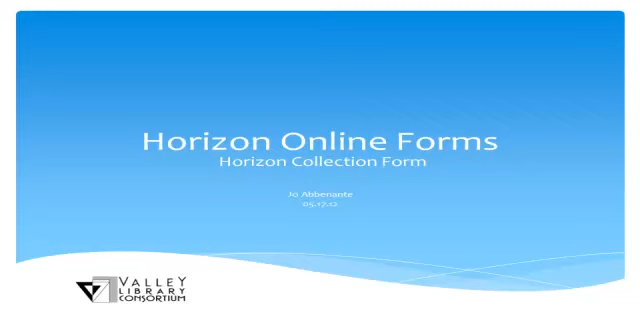 Horizon Online Forms
Horizon Collection Form
Jo Abbenante
05.17.12
VALLEY
LIBRARY
CONSORTIUM